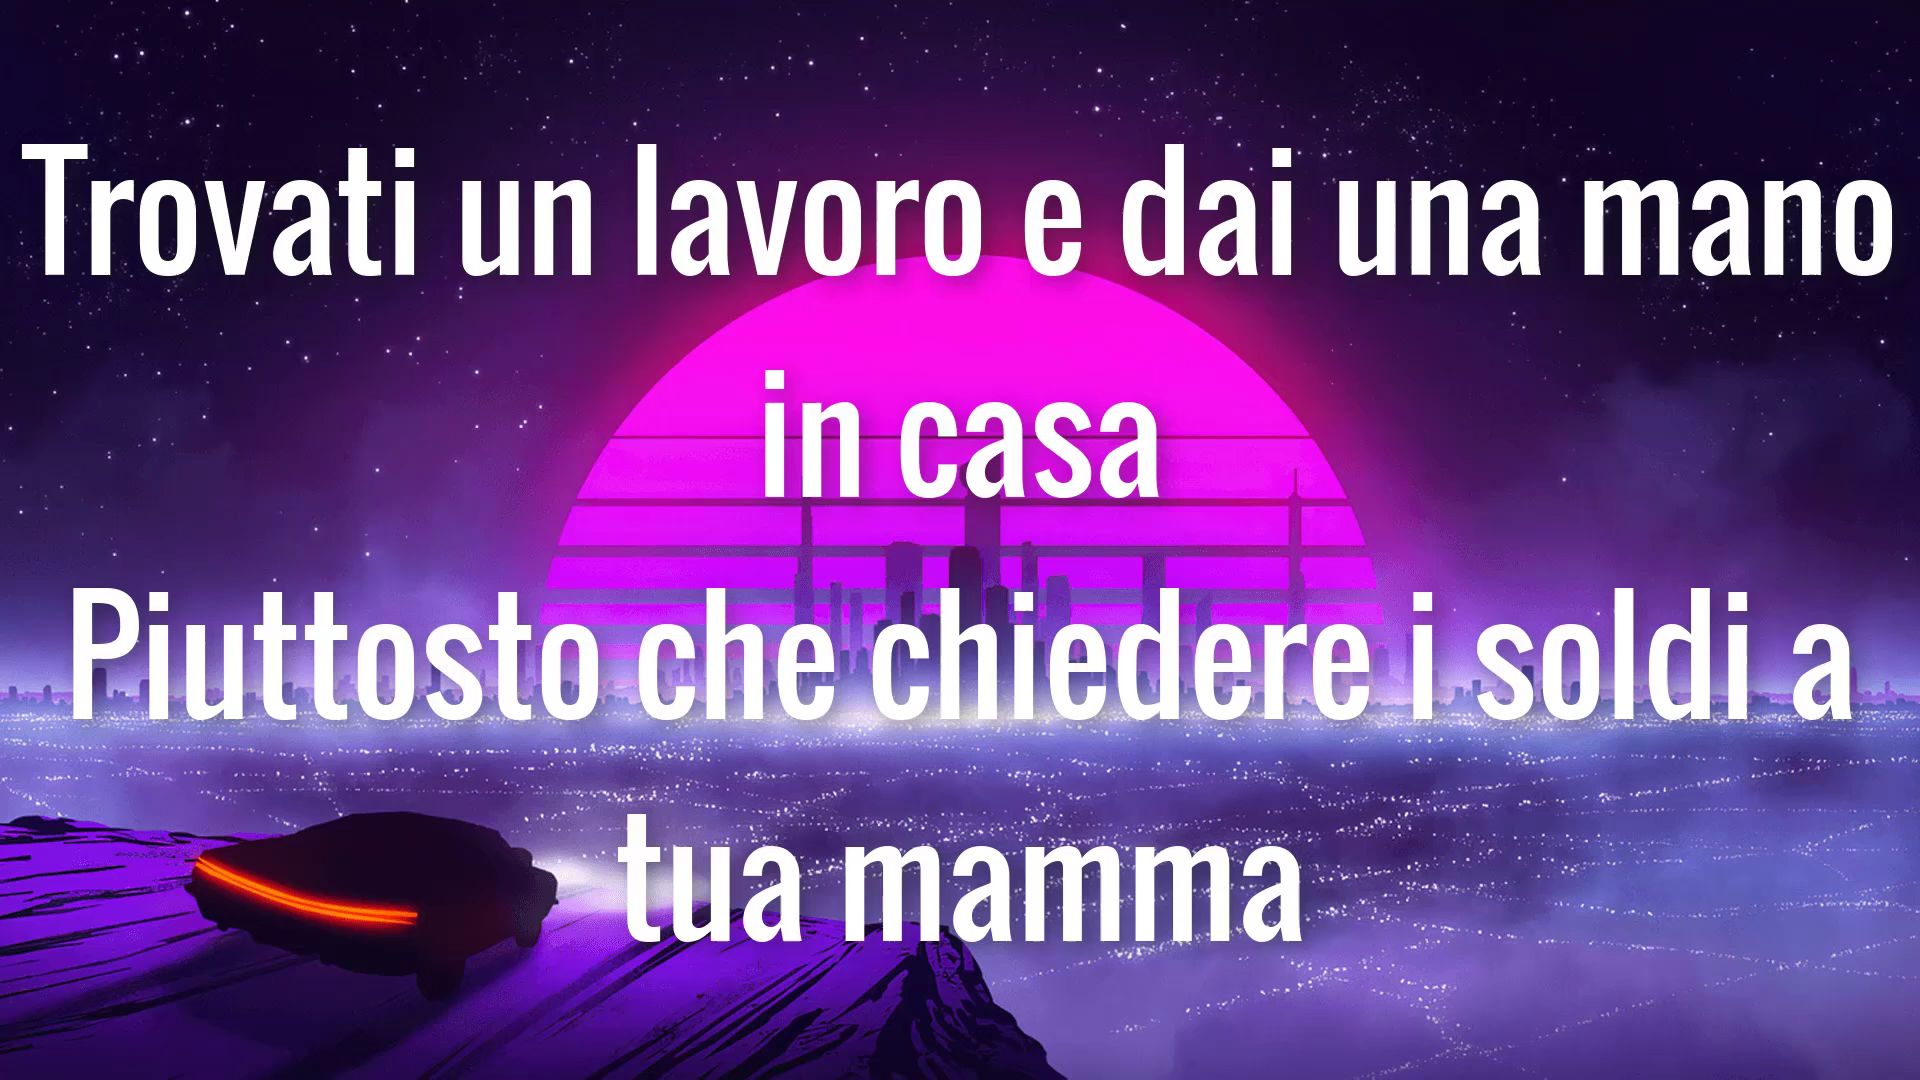 Trovati un lavoro e dai una mano
in casa
Piuttosto che chiedere i soldi a
tua mamma